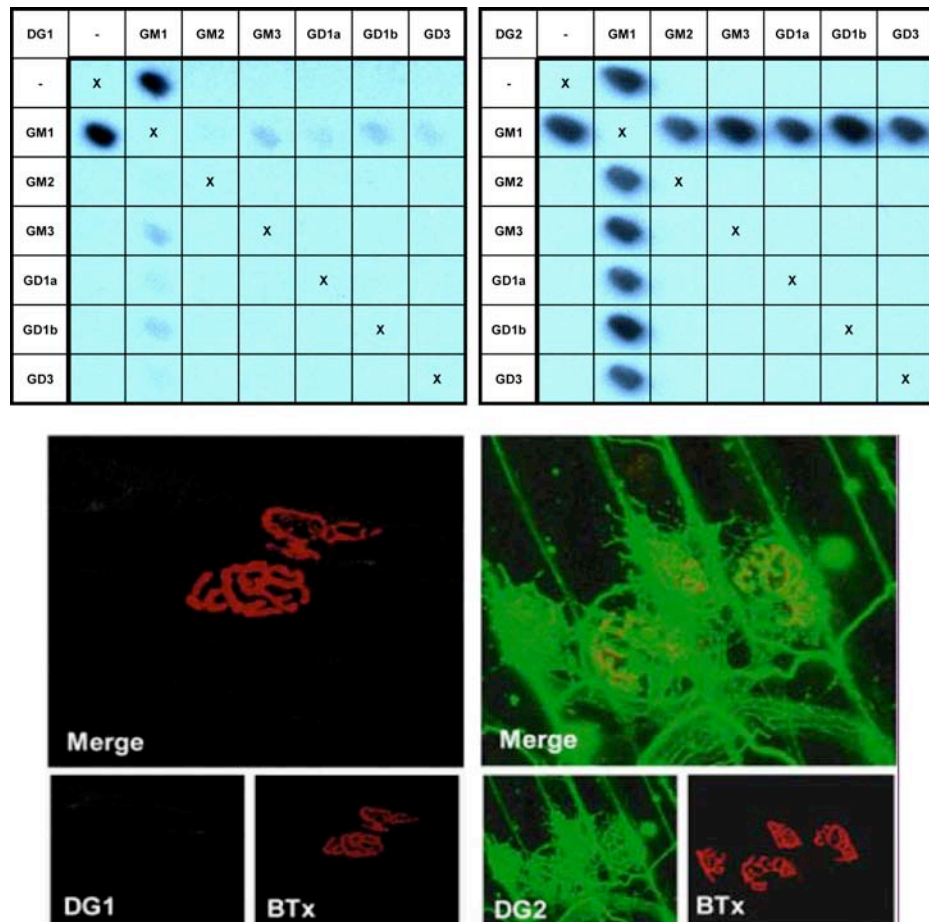 DG1 - GM1 GM2 GM3 GD1a GD1b GD3
- X
GM1 X
GM2 X
GM3 X
GD1a X
GD1b X
GD3 X
DG2 - GM1 GM2 GM3 GD1a GD1b GD3
- X
GM1 X
GM2 X
GM3 X
GD1a X
GD1b X
GD3 X
Merge
Merge
DG1
BTx
DG2
BTx